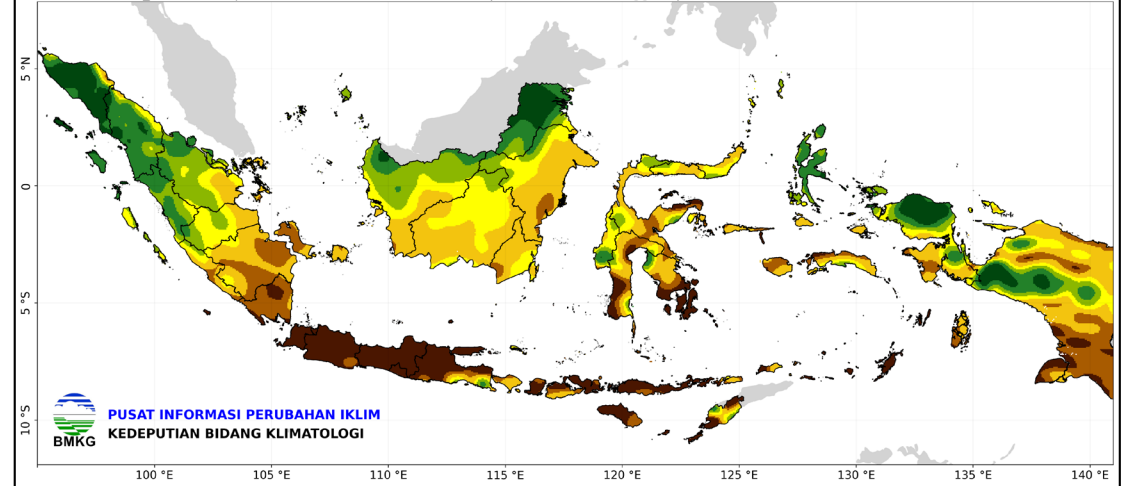 5 °N
0
5 °S
10 °S
BMKG
PUSAT INFORMASI PERUBAHAN IKLIM
KEDEPUTIAN BIDANG KLIMATOLOGI
100 °E 105 °E 110 °E 115 °E 120 °E 125 °E 130 °E 135 °E 140 °E